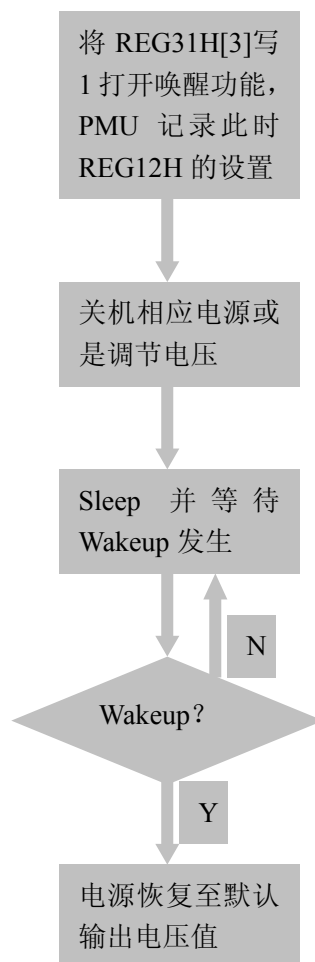 将 REG31H[3]写
1 打开唤醒功能，
PMU 记录此时
REG12H 的设置
关机相应电源或
是调节电压
Sleep 并等待
Wakeup 发生
N
Wakeup？
Y
电源恢复至默认
输出电压值